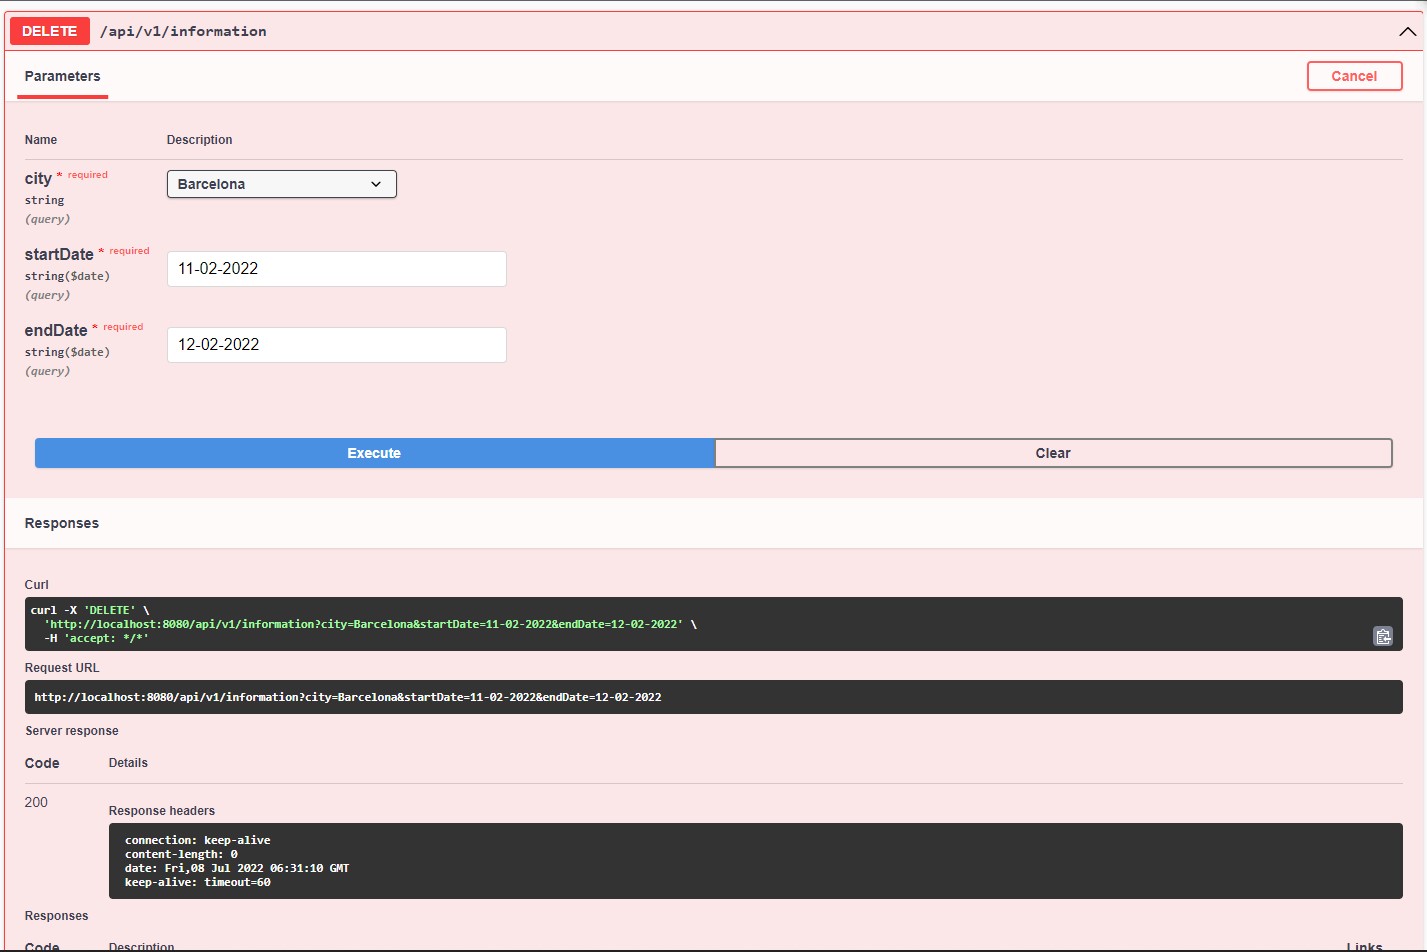 DELETE /api/v1/information
Parameters
Cancel
Name Description
city * required
string
(query)
Barcelona
startDate * required
string($date)
(query)
11-02-2022
endDate * required
string($date)
(query)
12-02-2022
Execute
Clear
Responses
Curl
curl -X 'DELETE' \
'http://localhost:8080/api/v1/information?city=Barcelona&startDate=11-02-2022&endDate=12-02-2022' \
-H 'accept: */*'
Request URL
http://localhost:8080/api/v1/information?city=Barcelona&startDate=11-02-2022&endDate=12-02-2022
Server response
Code Details
200
Response headers
connection: keep-alive
content-length: 0
date: Fri,08 Jul 2022 06:31:10 GMT
keep-alive: timeout=60
Responses
Code Description Links